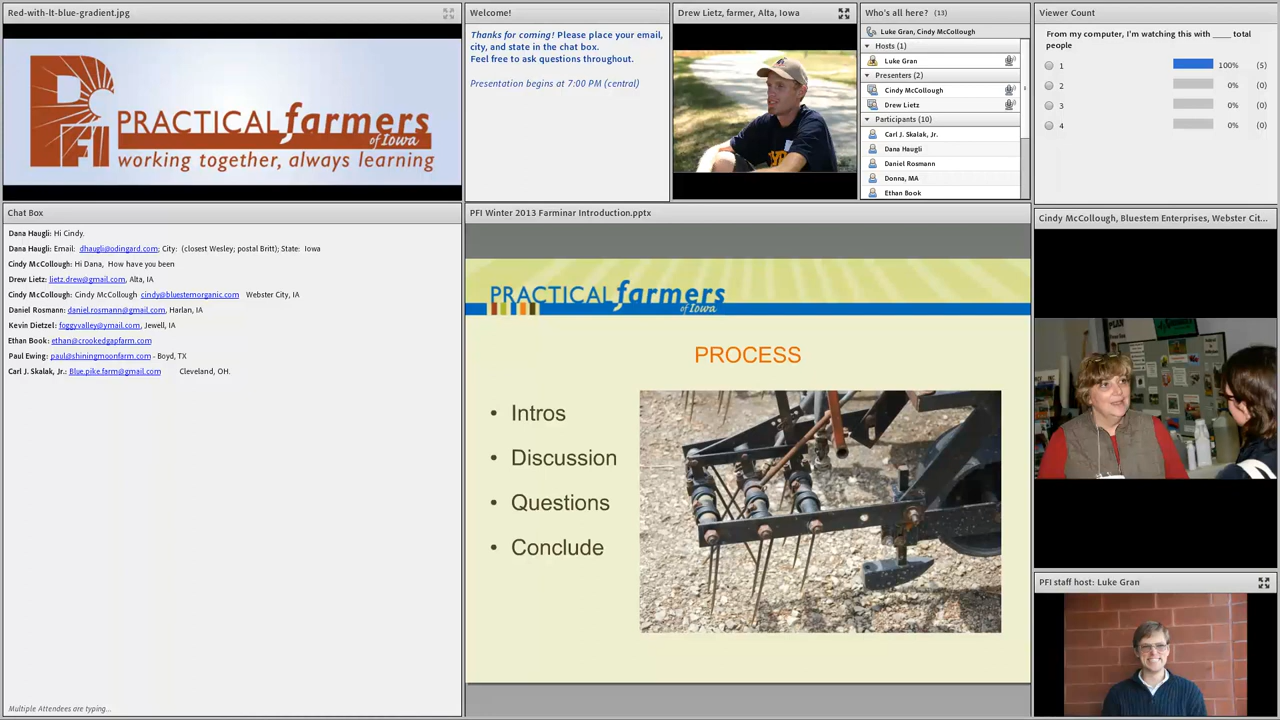 Red-with-lt-blue-gradient.jpg
PRACTICAL farmers
of Iowa
working together, always learning
Welcome!
Thanks for coming! Please place your email,
city, and state in the chat box.
Feel free to ask questions throughout.
Presentation begins at 7:00 PM (central)
Drew Lietz, farmer, Alta, Iowa
Who's all here? (13)
Luke Gran, Cindy McCollough
Hosts (1)
Luke Gran
Presenters (2)
Cindy McCollough
Drew Lietz
Participants (10)
Carl J. Skalak, Jr.
Dana Haugli
Daniel Rosmann
Donna, MA
Ethan Book
Viewer Count
From my computer, I'm watching this with ____ total
people
1 100% (5)
2 0% (0)
3 0% (0)
4 0% (0)
Chat Box
Dana Haugli: Hi Cindy.
Dana Haugli: Email: dhaugli@odingard.com; City: (closest Wesley; postal Britt); State: Iowa
Cindy McCollough: Hi Dana, How have you been
Drew Lietz: lietz.drew@gmail.com, Alta, IA
Cindy McCollough: Cindy McCollough cindy@bluestemorganic.com Webster City, IA
Daniel Rosmann: daniel.rosmann@gmail.com, Harlan, IA
Kevin Dietzel: foggyvalley@ymail.com, Jewell, IA
Ethan Book: ethan@crookedgapfarm.com
Paul Ewing: paul@shiningmoonfarm.com - Boyd, TX
Carl J. Skalak, Jr.: Blue.pike.farm@gmail.com Cleveland, OH.
Multiple Attendees are typing...
PFI Winter 2013 Farminar Introduction.pptx
PRACTICAL farmers
of Iowa
PROCESS
• Intros
• Discussion
• Questions
• Conclude
Cindy McCollough, Bluestem Enterprises, Webster Cit...
PFI staff host: Luke Gran